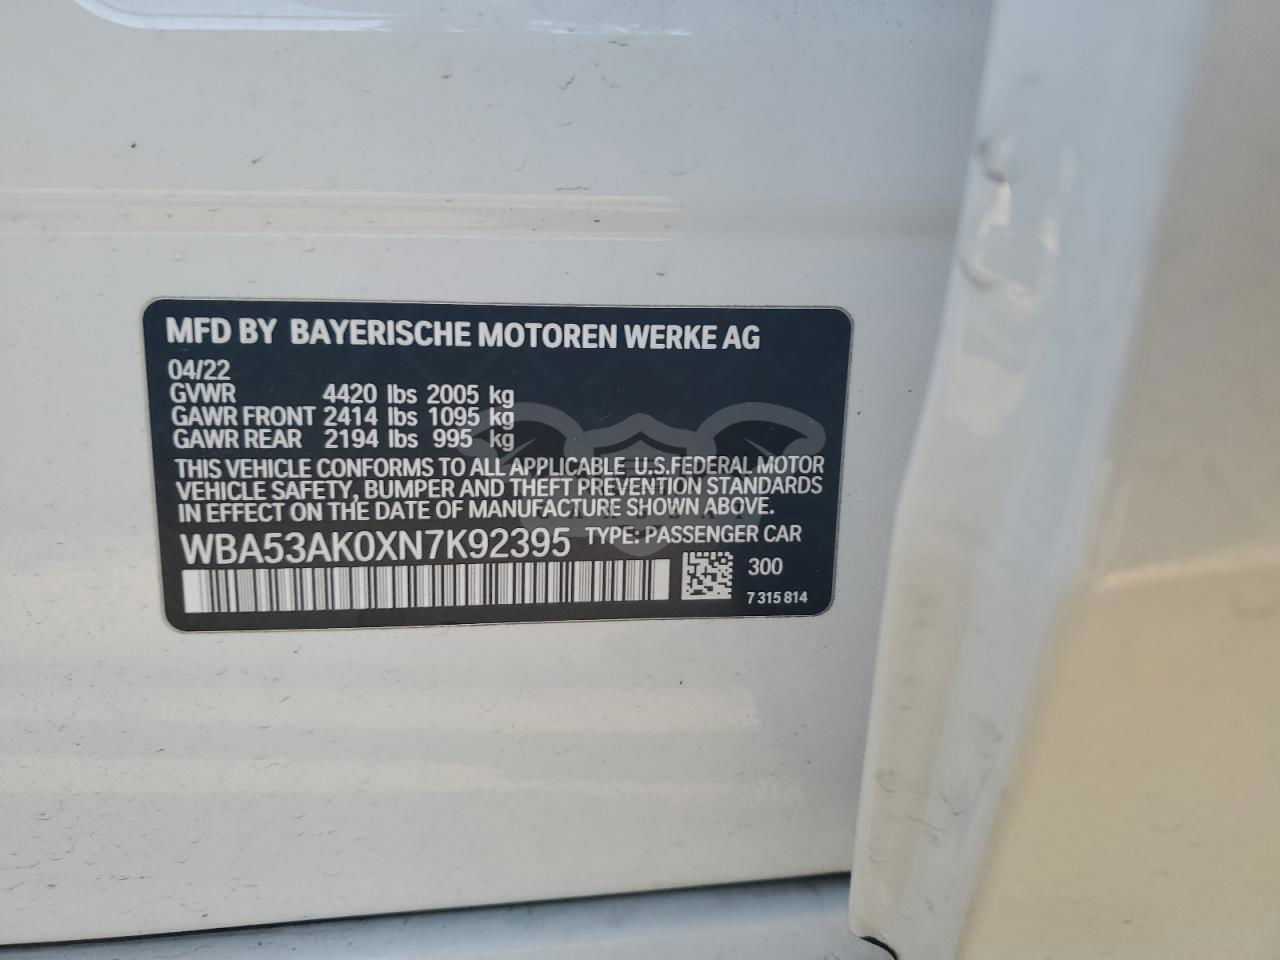 MFD BY BAYERISCHE MOTOREN WERKE AG
04/22
GVWR 4420 lbs 2005 kg
GAWR FRONT 2414 lbs 1095 kg
GAWR REAR 2194 lbs 995 kg
THIS VEHICLE CONFORMS TO ALL APPLICABLE U.S.FEDERAL MOTOR
VEHICLE SAFETY, BUMPER AND THEFT PREVENTION STANDARDS
IN EFFECT ON THE DATE OF MANUFACTURE SHOWN ABOVE.
WBA53AK0XN7K92395 TYPE: PASSENGER CAR
300
7 315 814